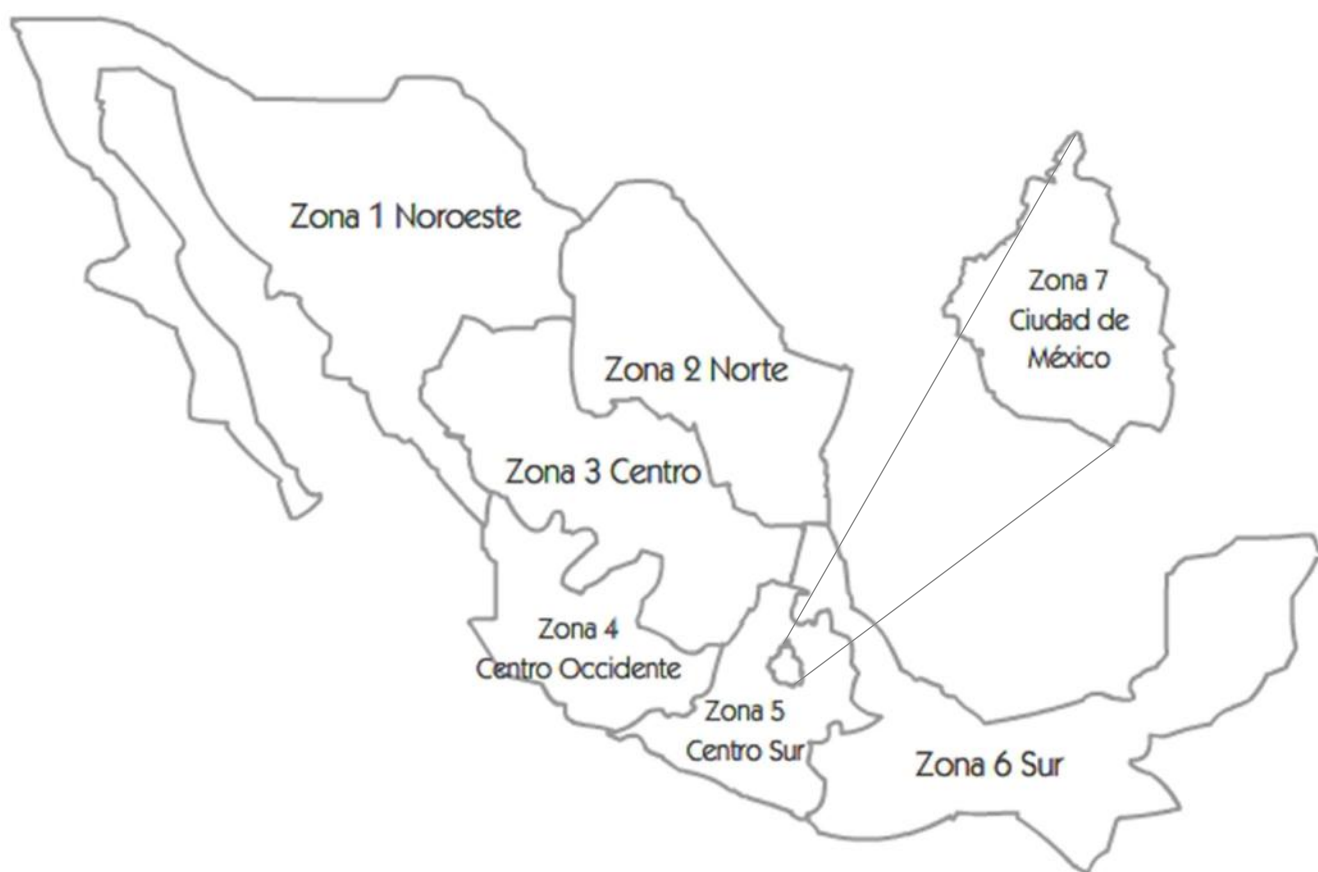 Zona 1 Noroeste
Zona 7
Ciudad de
México
Zona 2 Norte
Zona 3 Centro
Zona 4
Centro Occidente
Zona 5
Centro Sur
Zona 6 Sur